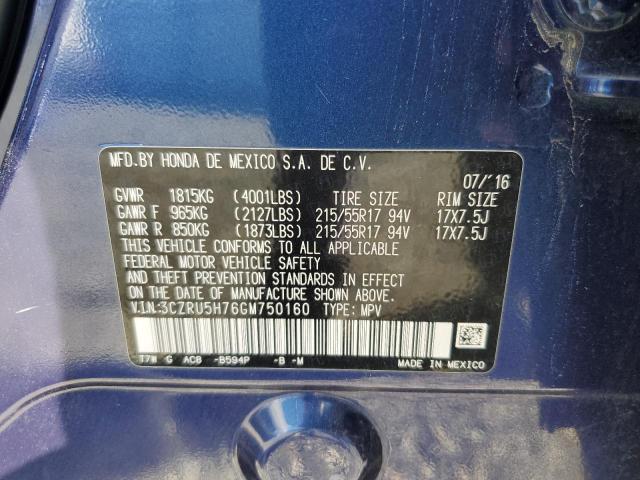 MFD.BY HONDA DE MEXICO S.A. DE C.V.
07/'16
GVWR 1815KG (4001LBS) TIRE SIZE RIM SIZE
GAWR F 965KG (2127LBS) 215/55R17 94V 17X7.5J
GAWR R 850KG (1873LBS) 215/55R17 94V 17X7.5J
THIS VEHICLE CONFORMS TO ALL APPLICABLE
FEDERAL MOTOR VEHICLE SAFETY
AND THEFT PREVENTION STANDARDS IN EFFECT
ON THE DATE OF MANUFACTURE SHOWN ABOVE.
V.I.N:3CZRU5H76GM750160 TYPE: MPV
T7W G ACB -B594P -B -M
MADE IN MEXICO